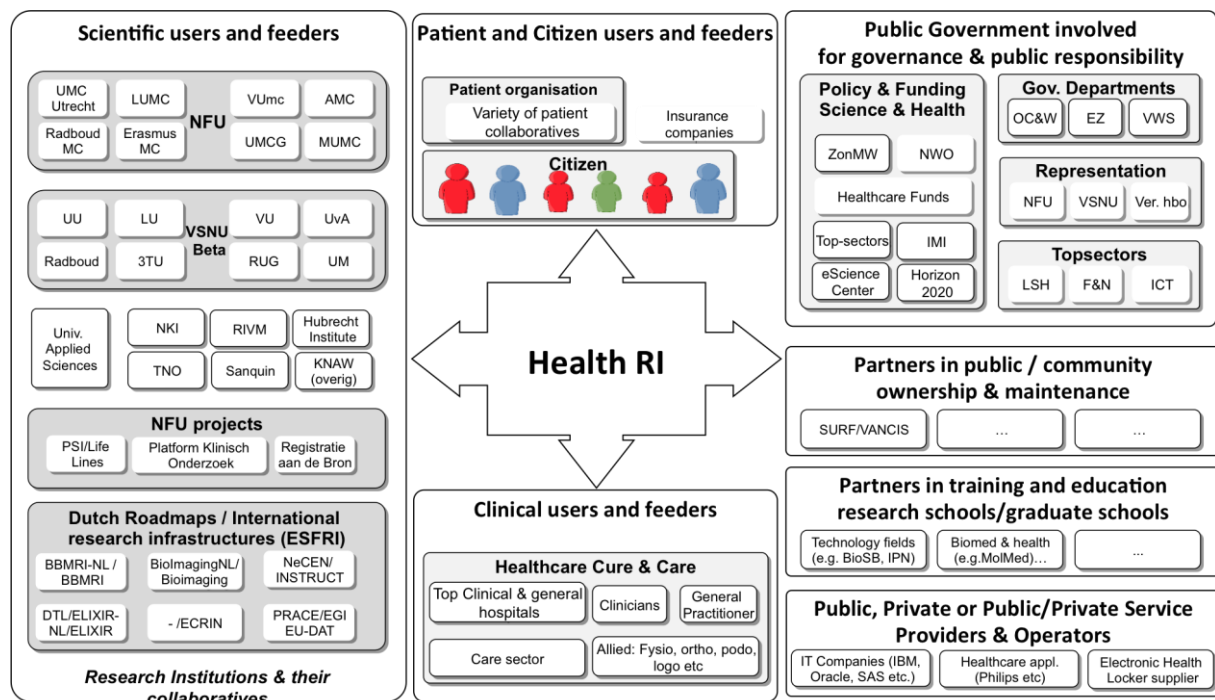 Scientific users and feeders
UMC
Utrecht
LUMC
VUmc
AMC
NFU
Radboud
MC
Erasmus
MC
UMCG
MUMC
UU
LU
VU
UvA
VSNU
Beta
Radboud
3TU
RUG
UM
Univ.
Applied
Sciences
NKI
RIVM
Hubrecht
Institute
TNO
Sanquin
KNAW
(overig)
NFU projects
PSI/Life
Lines
Platform Klinisch
Onderzoek
Registratie
aan de Bron
Dutch Roadmaps / International
research infrastructures (ESFRI)
BBMRI-NL /
BBMRI
BioImagingNL/
Bioimaging
NeCEN/
INSTRUCT
DTL/ELIXIR-
NL/ELIXIR
- /ECRIN
PRACE/EGI
EU-DAT
Research Institutions & their
collaboratives
Patient and Citizen users and feeders
Patient organisation
Variety of patient
collaboratives
Insurance
companies
Citizen
Health RI
Clinical users and feeders
Healthcare Cure & Care
Top Clinical & general
hospitals
Clinicians
General
Practitioner
Care sector
Allied: Fysio, ortho, podo,
logo etc
Public Government involved
for governance & public responsibility
Policy & Funding
Science & Health
ZonMW
NWO
Healthcare Funds
Top-sectors
IMI
eScience
Center
Horizon
2020
Gov. Departments
OC&W
EZ
VWS
Representation
NFU
VSNU
Ver. hbo
Topsectors
LSH
F&N
ICT
Partners in public / community
ownership & maintenance
SURF/VANCIS
...
...
Partners in training and education
research schools/graduate schools
Technology fields
(e.g. BioSB, IPN)
Biomed & health
(e.g.MolMed)...
...
Public, Private or Public/Private Service
Providers & Operators
IT Companies (IBM,
Oracle, SAS etc.)
Healthcare appl.
(Philips etc)
Electronic Health
Locker supplier